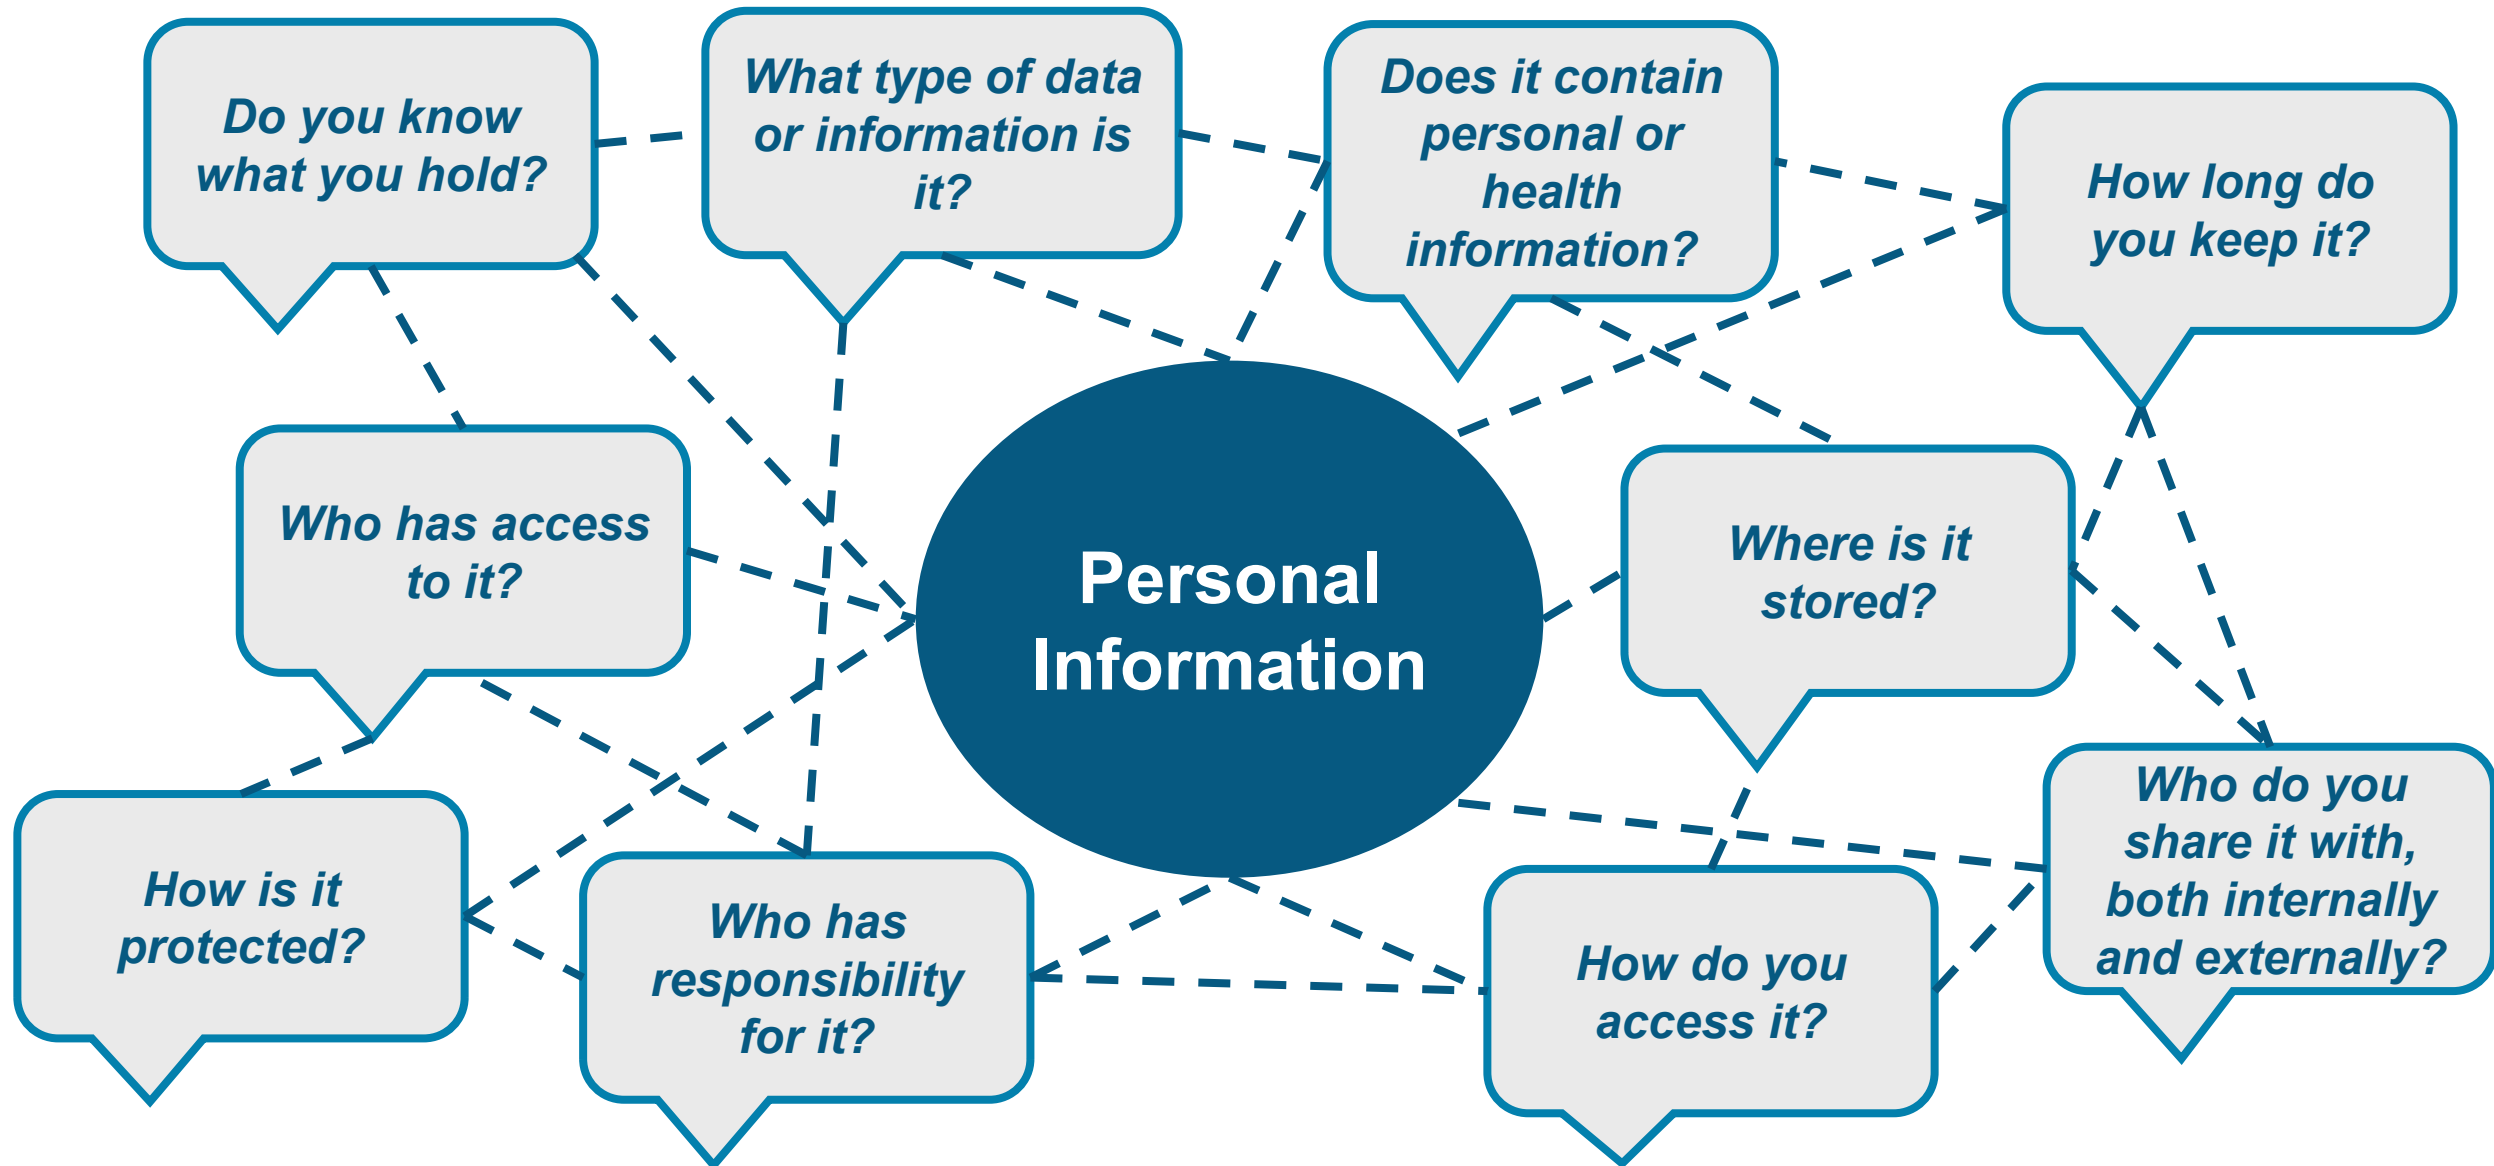 Do you know
what you hold?
What type of data
or information is
it?
Does it contain
personal or
health
information?
How long do
you keep it?
Who has access
to it?
Personal
Information
Where is it
stored?
How is it
protected?
Who has
responsibility
for it?
How do you
access it?
Who do you
share it with,
both internally
and externally?